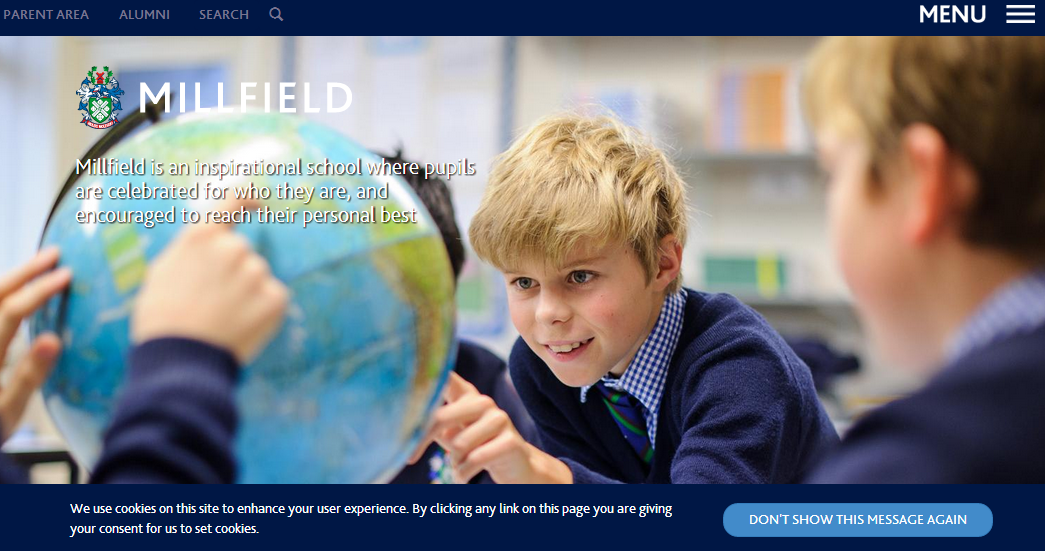 PARENT AREA ALUMNI SEARCH MENU
MILLFIELD
Millfield is an inspirational school where pupils
are celebrated for who they are, and
encouraged to reach their personal best
We use cookies on this site to enhance your user experience. By clicking any link on this page you are giving
your consent for us to set cookies.
DON'T SHOW THIS MESSAGE AGAIN